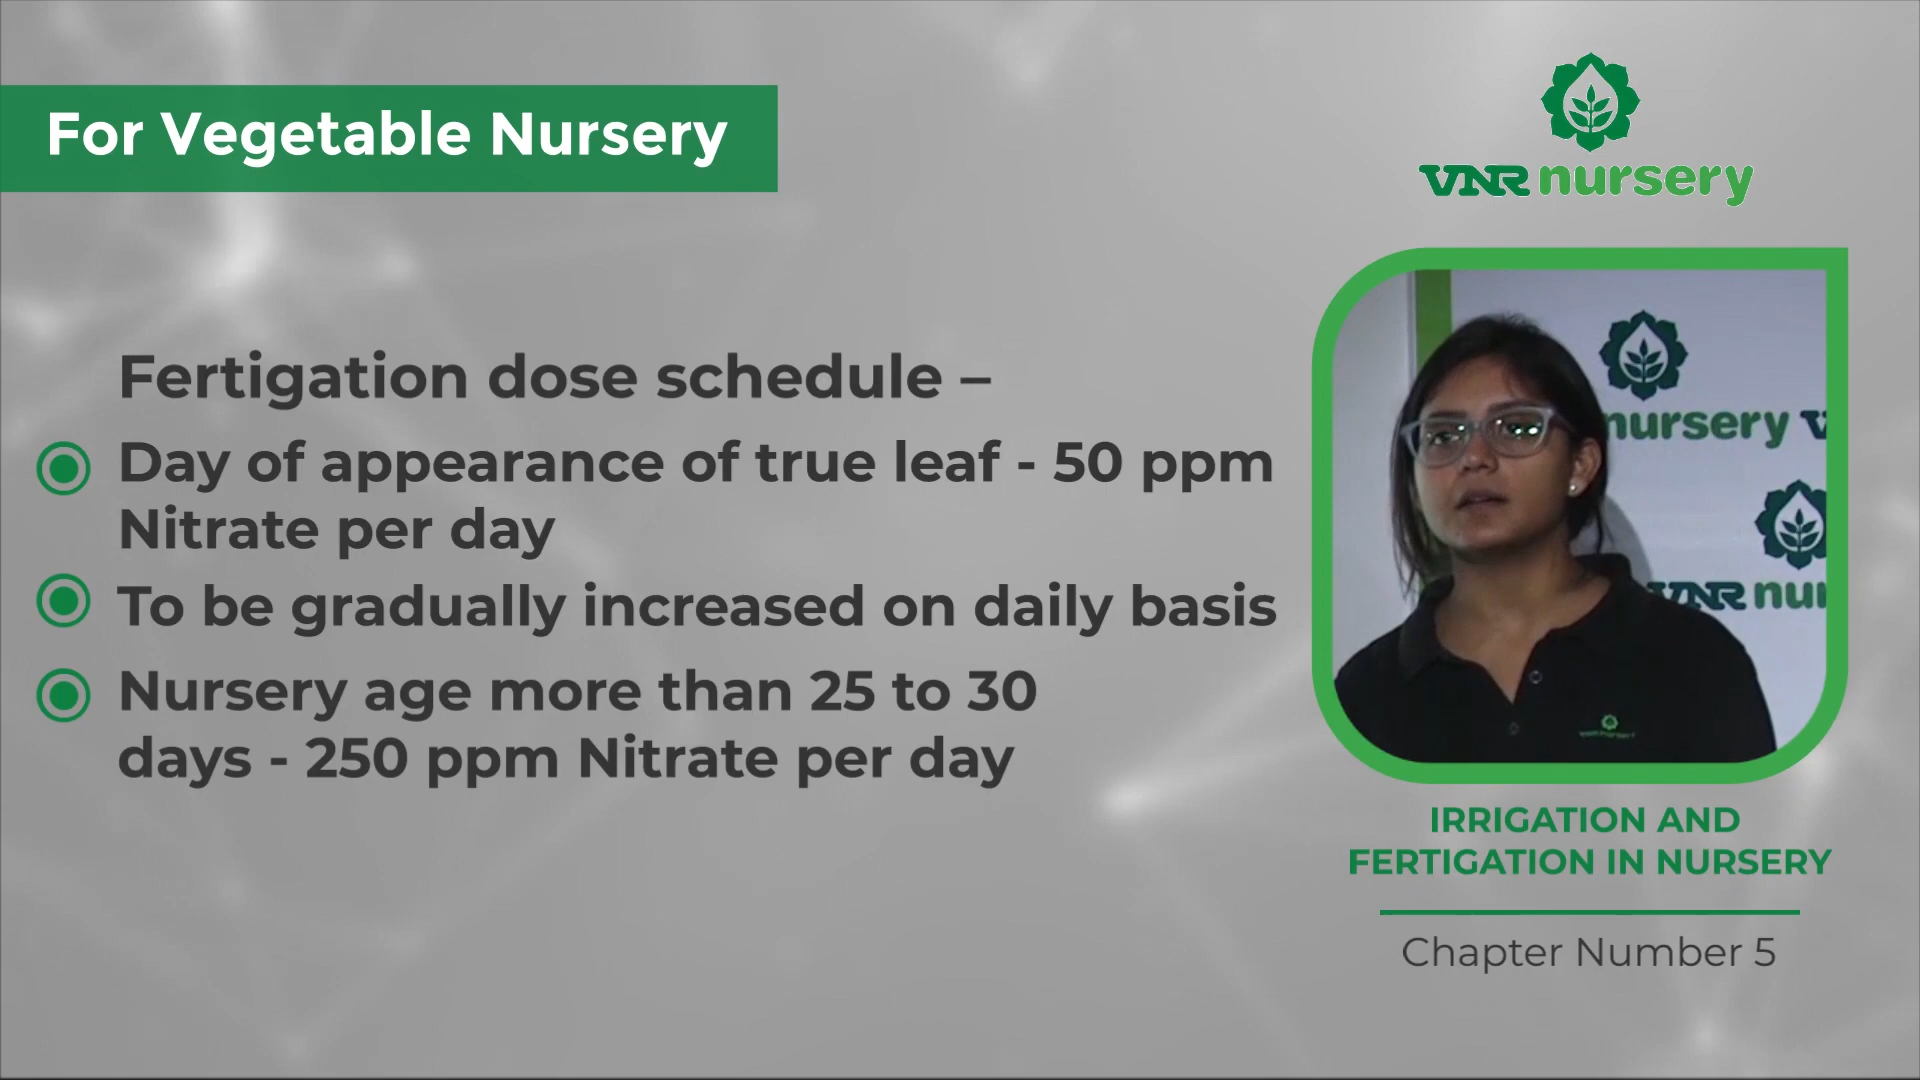 For Vegetable Nursery
VNR nursery
Fertigation dose schedule –
Day of appearance of true leaf - 50 ppm
Nitrate per day
To be gradually increased on daily basis
Nursery age more than 25 to 30
days - 250 ppm Nitrate per day
nursery V
VNR nur
IRRIGATION AND
FERTIGATION IN NURSERY
Chapter Number 5